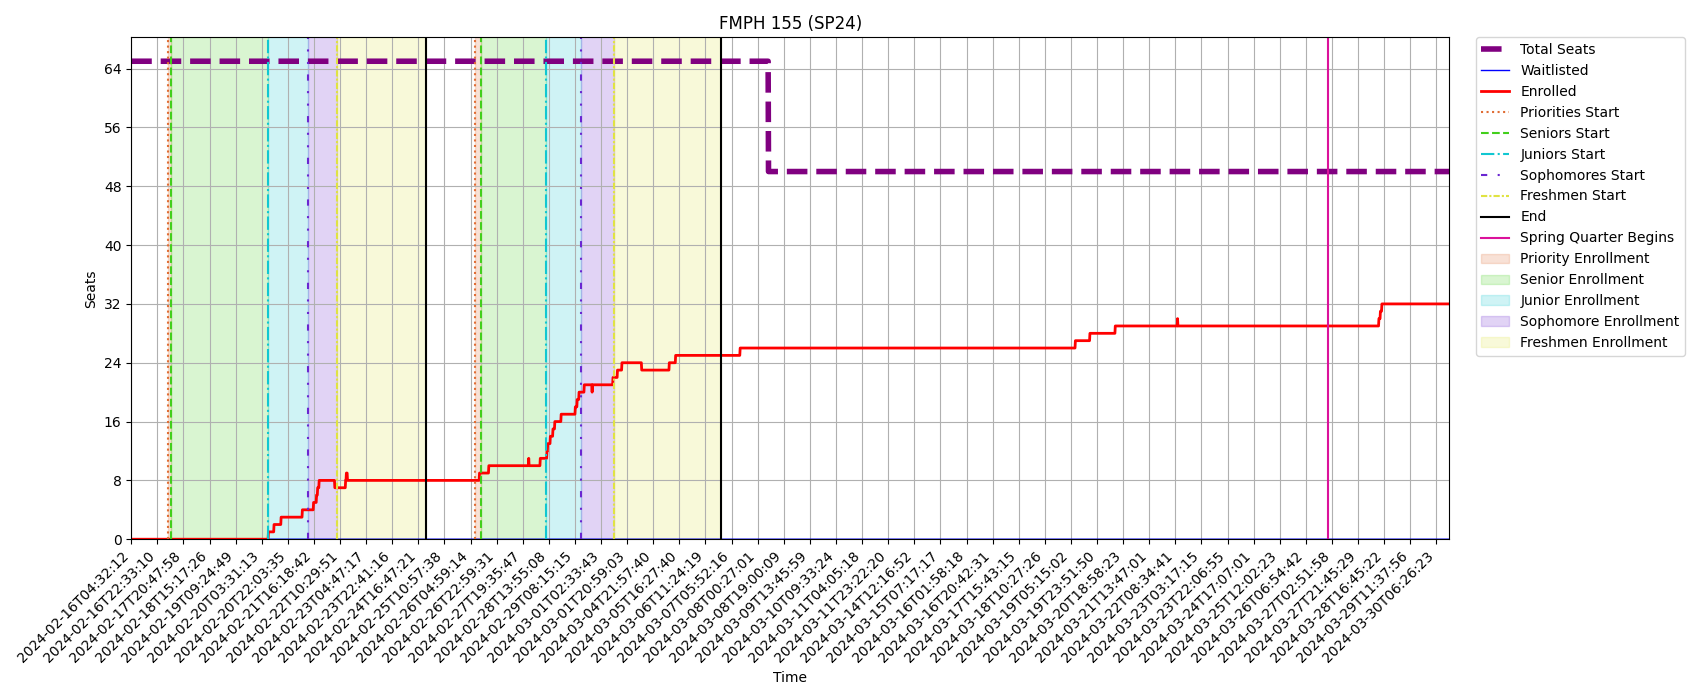 FMPH 155 (SP24)
Seats
64
56
48
40
32
24
16
8
0
2024-02-16T04:32:12
2024-02-16T22:33:10
2024-02-17T20:47:58
2024-02-18T15:17:26
2024-02-19T09:24:49
2024-02-20T03:31:13
2024-02-20T22:03:35
2024-02-21T16:18:42
2024-02-22T10:29:51
2024-02-23T04:47:17
2024-02-23T22:41:16
2024-02-24T16:47:21
2024-02-25T10:57:38
2024-02-26T04:59:14
2024-02-26T22:59:31
2024-02-27T19:35:47
2024-02-28T13:55:08
2024-02-29T08:15:15
2024-03-01T02:33:43
2024-03-01T20:59:03
2024-03-04T21:57:40
2024-03-05T16:27:40
2024-03-06T11:24:19
2024-03-07T05:52:16
2024-03-08T00:27:01
2024-03-08T19:00:09
2024-03-09T13:45:59
2024-03-10T09:33:24
2024-03-11T04:05:18
2024-03-11T23:22:20
2024-03-14T12:16:52
2024-03-15T07:17:17
2024-03-16T01:58:18
2024-03-16T20:42:31
2024-03-17T15:43:15
2024-03-18T10:27:26
2024-03-19T05:15:02
2024-03-19T23:51:50
2024-03-20T18:58:23
2024-03-21T13:47:01
2024-03-22T08:34:41
2024-03-23T03:17:15
2024-03-23T22:06:55
2024-03-24T17:07:01
2024-03-25T12:02:23
2024-03-26T06:54:42
2024-03-27T02:51:58
2024-03-27T21:45:29
2024-03-28T16:45:22
2024-03-29T11:37:56
2024-03-30T06:26:23
Time
Total Seats
Waitlisted
Enrolled
Priorities Start
Seniors Start
Juniors Start
Sophomores Start
Freshmen Start
End
Spring Quarter Begins
Priority Enrollment
Senior Enrollment
Junior Enrollment
Sophomore Enrollment
Freshmen Enrollment